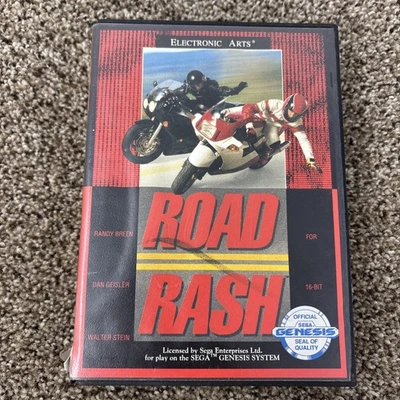 ELECTRONIC ARTS®
ROAD
RANDY BREEN
FOR
DAN GEISLER
16-BIT
RASH
WALTER STEIN
OFFICIAL
SEGA
GENESIS
SEAL OF
QUALITY
Licensed by Sega Enterprises Ltd.
for play on the SEGA™ GENESIS SYSTEM